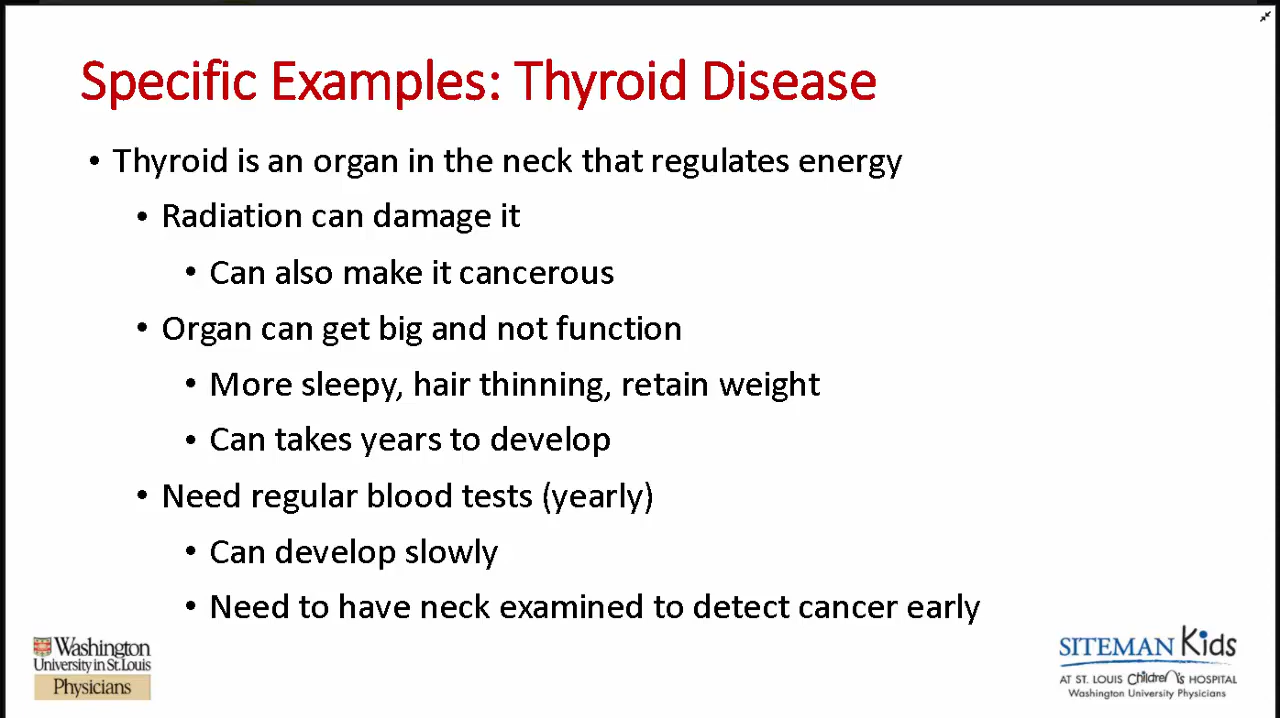 Specific Examples: Thyroid Disease
• Thyroid is an organ in the neck that regulates energy
• Radiation can damage it
• Can also make it cancerous
• Organ can get big and not function
• More sleepy, hair thinning, retain weight
• Can takes years to develop
• Need regular blood tests (yearly)
• Can develop slowly
• Need to have neck examined to detect cancer early
Washington
University in St. Louis
Physicians
SITEMAN Kids
AT ST. LOUIS Children's HOSPITAL
Washington University Physicians